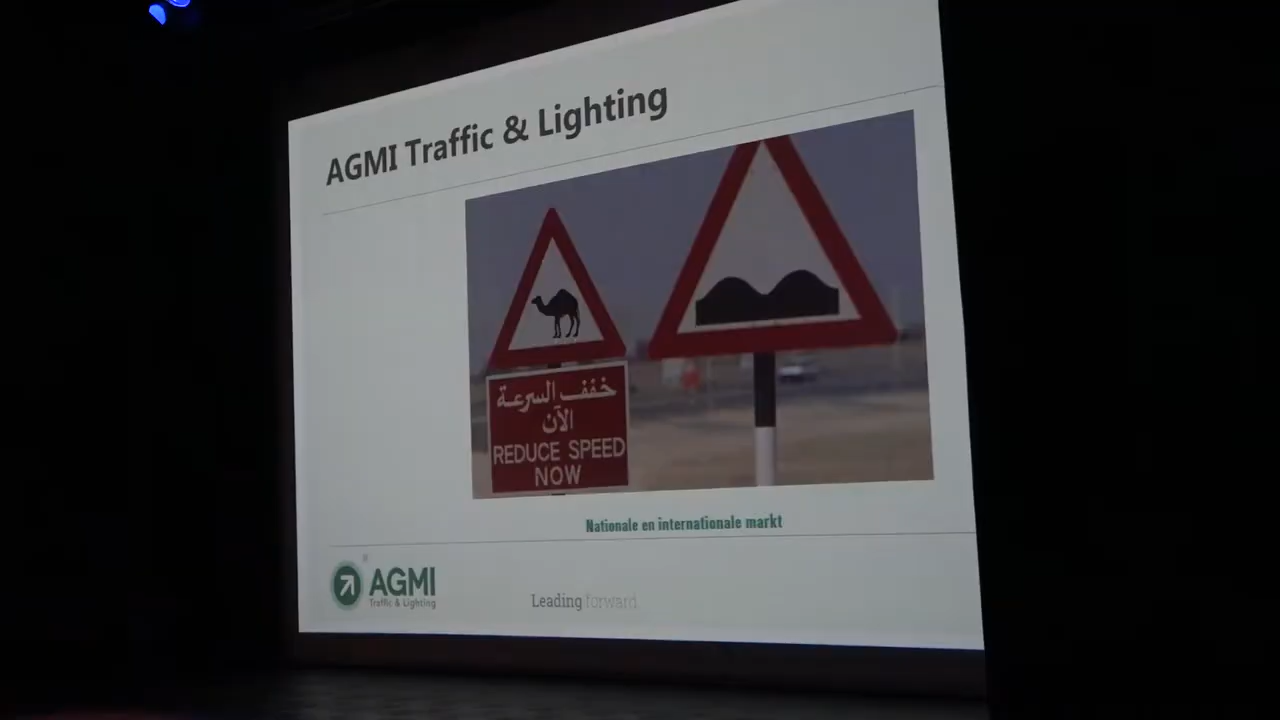 AGMI Traffic & Lighting
خفف السرعة
الآن
REDUCE SPEED
NOW
Nationale en internationale markt
AGMI
Traffic & Lighting
Leading forward